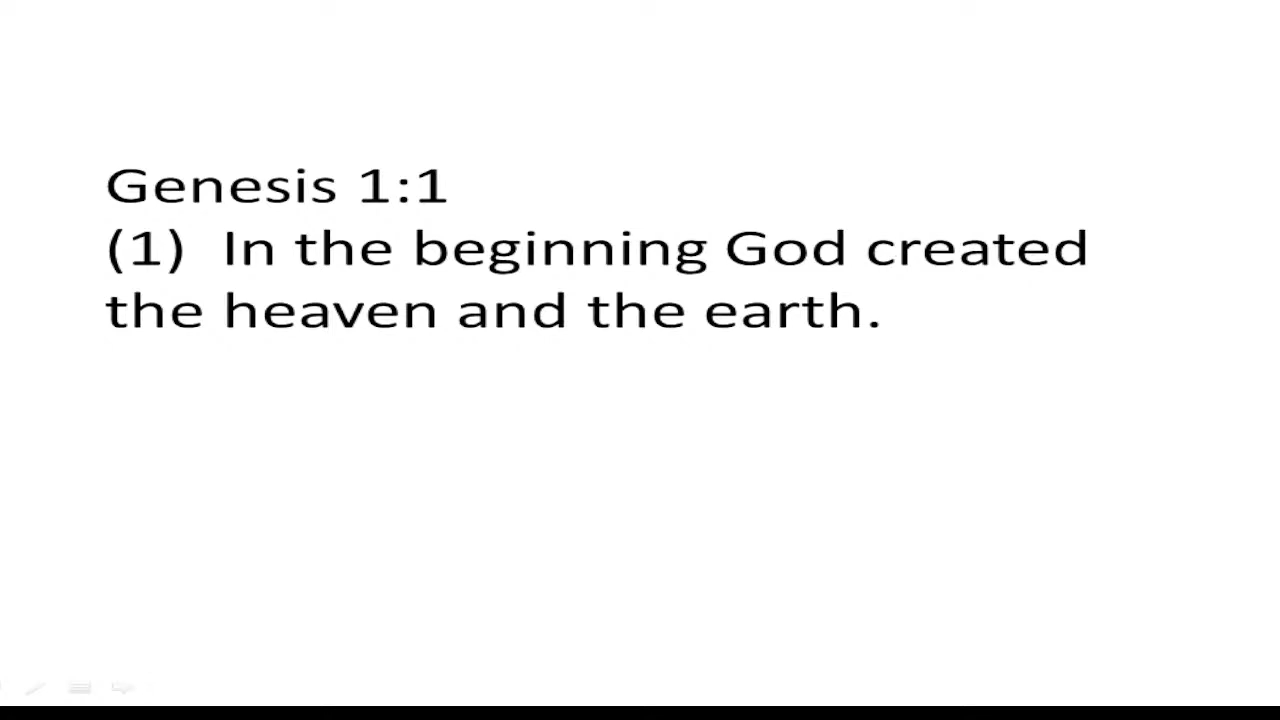 Genesis 1:1
(1)  In the beginning God created
the heaven and the earth.